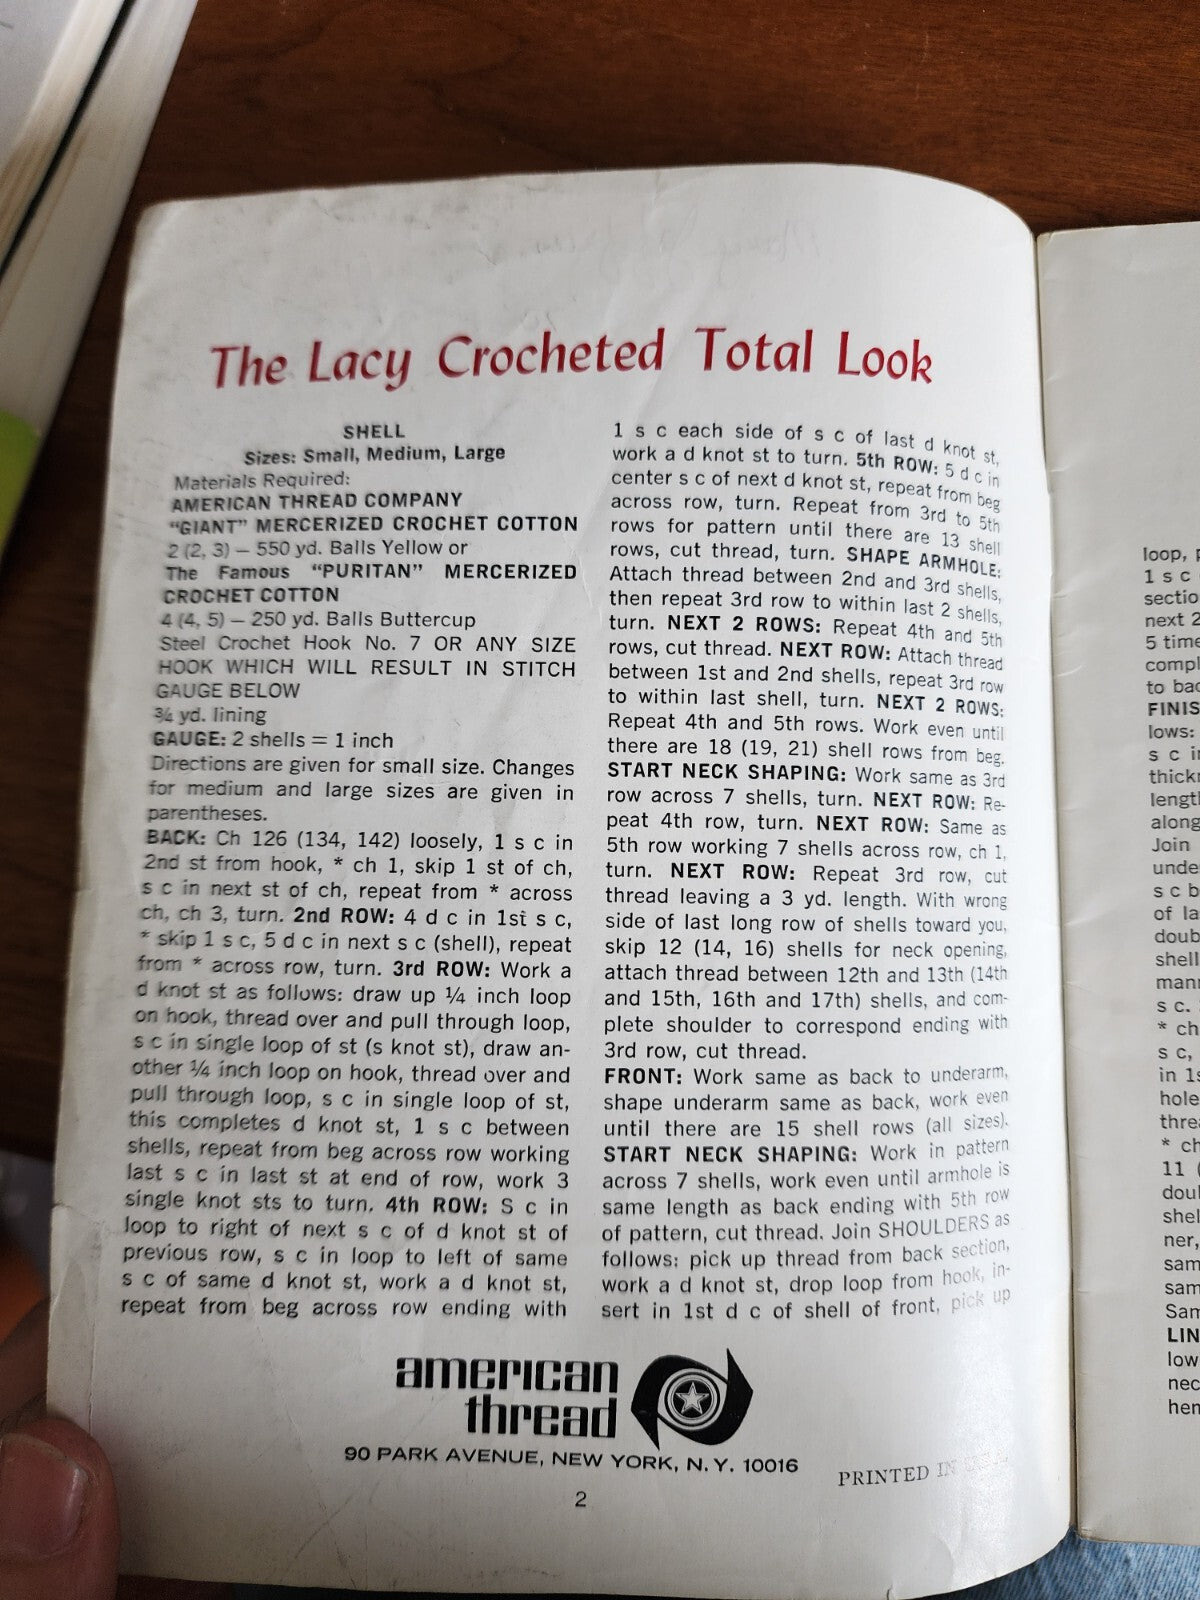 The Lacy Crocheted Total Look
SHELL
Sizes: Small, Medium, Large
Materials Required:
AMERICAN THREAD COMPANY
“GIANT” MERCERIZED CROCHET COTTON
2 (2, 3) — 550 yd. Balls Yellow or
The Famous “PURITAN” MERCERIZED
CROCHET COTTON
4 (4, 5) — 250 yd. Balls Buttercup
Steel Crochet Hook No. 7 OR ANY SIZE
HOOK WHICH WILL RESULT IN STITCH
GAUGE BELOW
¾ yd. lining
GAUGE: 2 shells = 1 inch
Directions are given for small size. Changes
for medium and large sizes are given in
parentheses.
BACK: Ch 126 (134, 142) loosely, 1 s c in
2nd st from hook, * ch 1, skip 1 st of ch,
s c in next st of ch, repeat from * across
ch, ch 3, turn. 2nd ROW: 4 d c in 1st s c,
* skip 1 s c, 5 d c in next s c (shell), repeat
from * across row, turn. 3rd ROW: Work a
d knot st as follows: draw up ¼ inch loop
on hook, thread over and pull through loop,
s c in single loop of st (s knot st), draw an-
other ¼ inch loop on hook, thread over and
pull through loop, s c in single loop of st,
this completes d knot st, 1 s c between
shells, repeat from beg across row working
last s c in last st at end of row, work 3
single knot sts to turn. 4th ROW: S c in
loop to right of next s c of d knot st of
previous row, s c in loop to left of same
s c of same d knot st, work a d knot st,
repeat from beg across row ending with
1 s c each side of s c of last d knot st,
work a d knot st to turn. 5th ROW: 5 d c in
center s c of next d knot st, repeat from beg
across row, turn. Repeat from 3rd to 5th
rows for pattern until there are 13 shell
rows, cut thread, turn. SHAPE ARMHOLE:
Attach thread between 2nd and 3rd shells,
then repeat 3rd row to within last 2 shells,
turn. NEXT 2 ROWS: Repeat 4th and 5th
rows, cut thread. NEXT ROW: Attach thread
between 1st and 2nd shells, repeat 3rd row
to within last shell, turn. NEXT 2 ROWS:
Repeat 4th and 5th rows. Work even until
there are 18 (19, 21) shell rows from beg.
START NECK SHAPING: Work same as 3rd
row across 7 shells, turn. NEXT ROW: Re-
peat 4th row, turn. NEXT ROW: Same as
5th row working 7 shells across row, ch 1,
turn. NEXT ROW: Repeat 3rd row, cut
thread leaving a 3 yd. length. With wrong
side of last long row of shells toward you,
skip 12 (14, 16) shells for neck opening,
attach thread between 12th and 13th (14th
and 15th, 16th and 17th) shells, and com-
plete shoulder to correspond ending with
3rd row, cut thread.
FRONT: Work same as back to underarm,
shape underarm same as back, work even
until there are 15 shell rows (all sizes).
START NECK SHAPING: Work in pattern
across 7 shells, work even until armhole is
same length as back ending with 5th row
of pattern, cut thread. Join SHOULDERS as
follows: pick up thread from back section,
work a d knot st, drop loop from hook, in-
sert in 1st d c of shell of front, pick up
american
thread
90 PARK AVENUE, NEW YORK, N. Y. 10016
PRINTED IN
2
loop,
1 s c
next 2
to bac
FINIS
lows:
s c in
along
Join
s c b
of la
s c.
* ch
s c,
in 1s
* ch
11 (
LIN